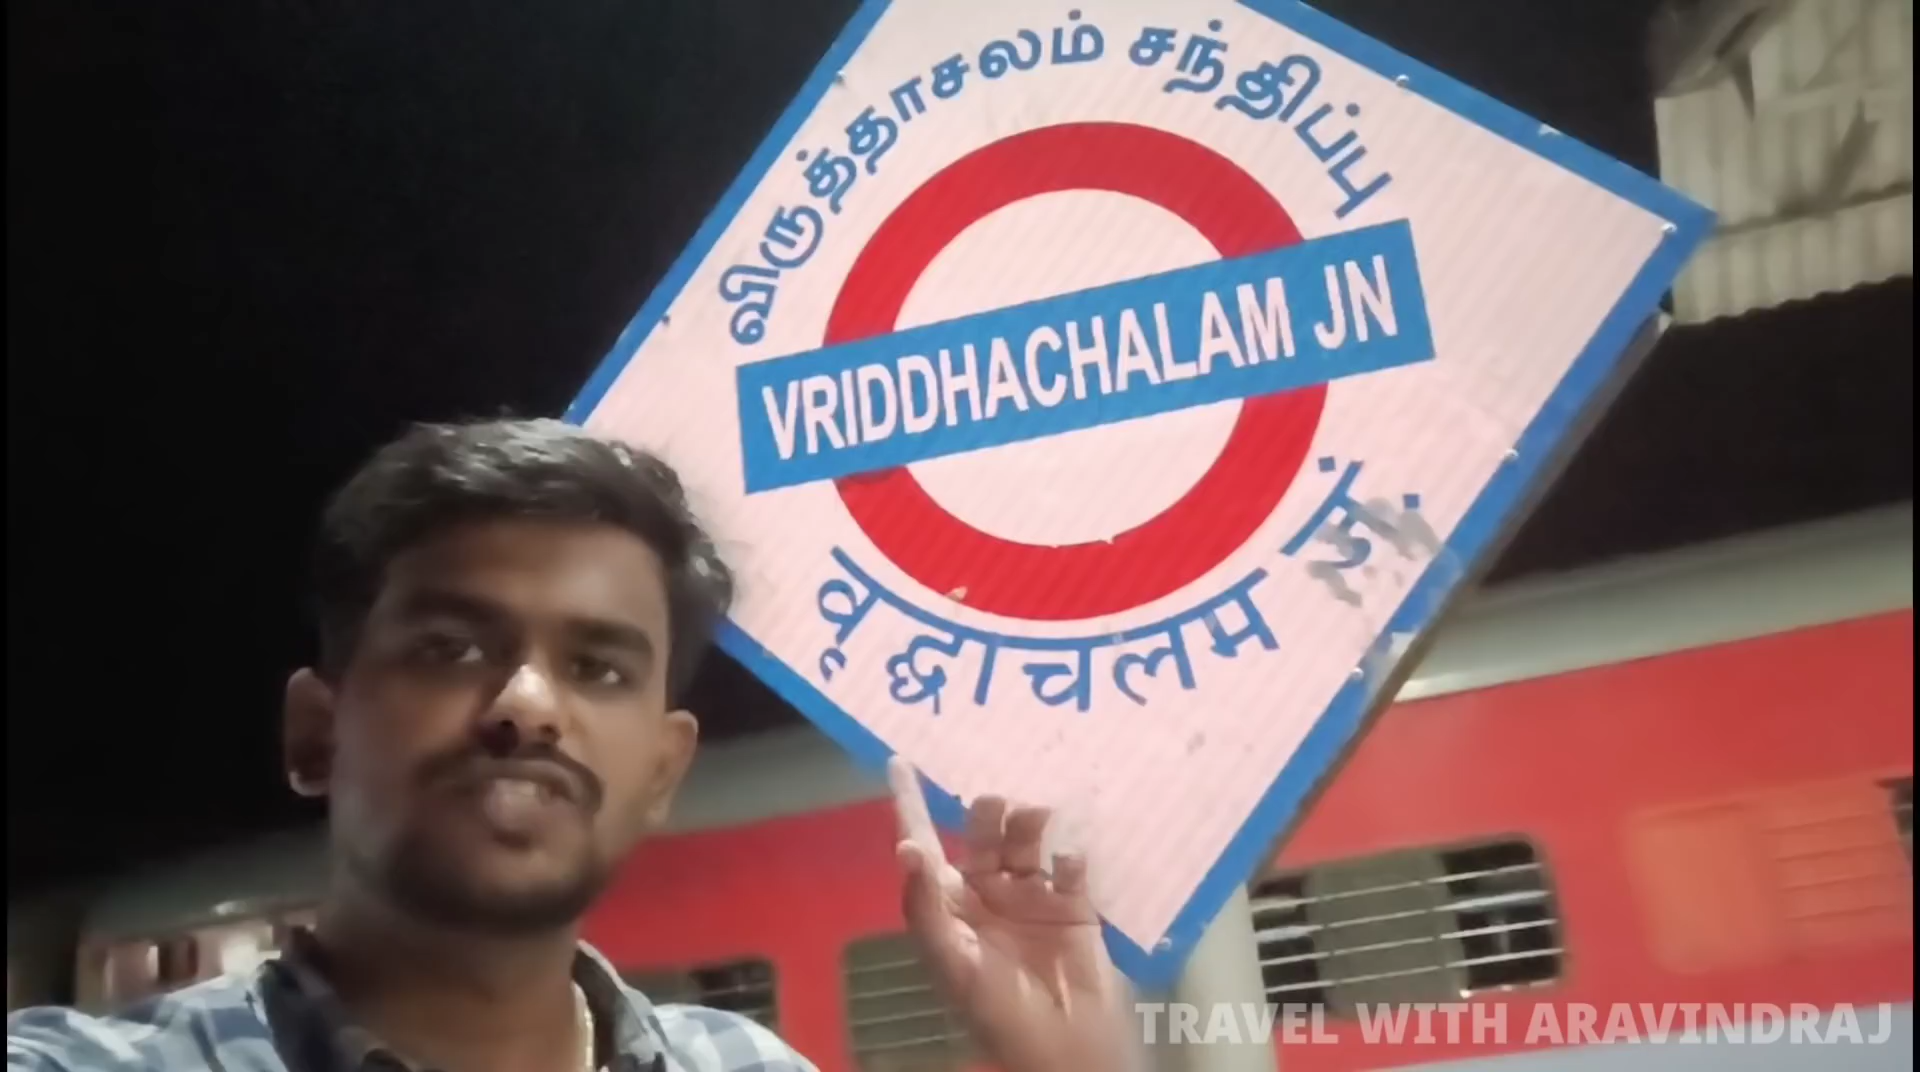 விருத்தாசலம் சந்திப்பு
VRIDDHACHALAM JN
वृद्धाचलम जं.
TRAVEL WITH ARAVINDRAJ